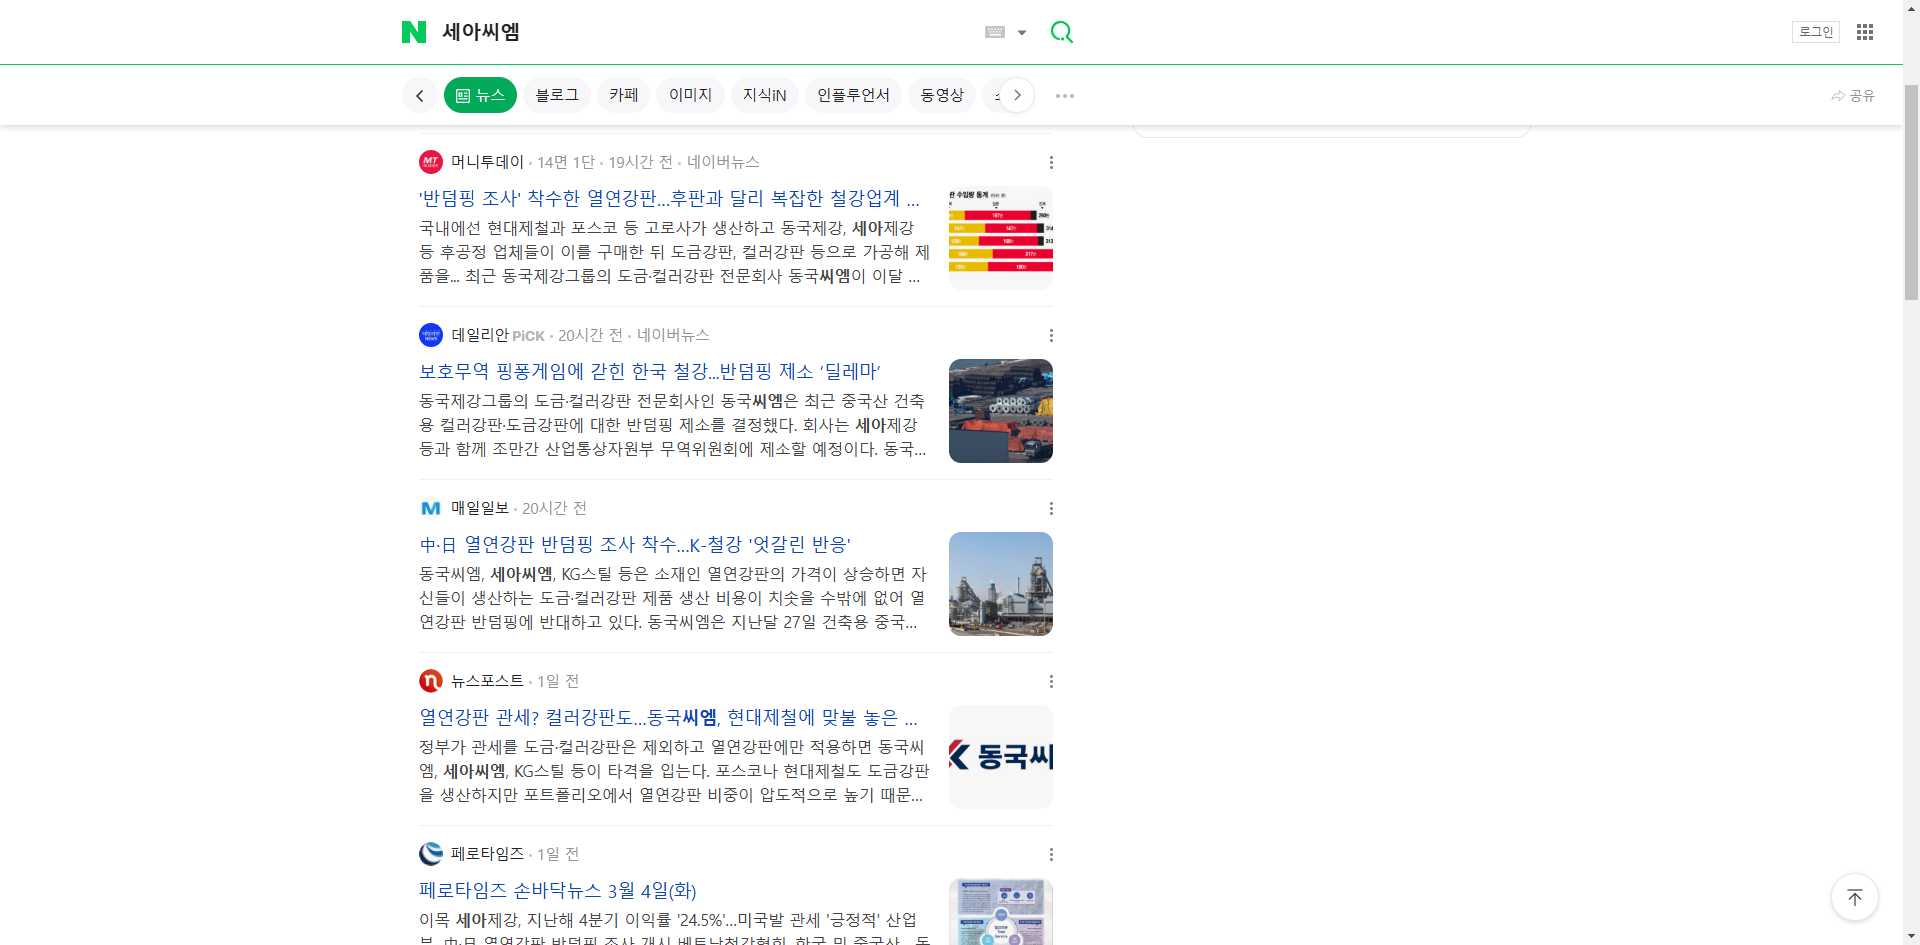 세아씨엠
로그인
뉴스
블로그
카페
이미지
지식iN
인플루언서
동영상
공유
머니투데이 · 14면 1단 · 19시간 전 · 네이버뉴스
'반덤핑 조사' 착수한 열연강판...후판과 달리 복잡한 철강업계 ...
국내에선 현대제철과 포스코 등 고로사가 생산하고 동국제강, 세아제강
등 후공정 업체들이 이를 구매한 뒤 도금강판, 컬러강판 등으로 가공해 제
품을... 최근 동국제강그룹의 도금·컬러강판 전문회사 동국씨엠이 이달 ...
데일리안 PiCK · 20시간 전 · 네이버뉴스
보호무역 핑퐁게임에 갇힌 한국 철강...반덤핑 제소 ‘딜레마’
동국제강그룹의 도금·컬러강판 전문회사인 동국씨엠은 최근 중국산 건축
용 컬러강판·도금강판에 대한 반덤핑 제소를 결정했다. 회사는 세아제강
등과 함께 조만간 산업통상자원부 무역위원회에 제소할 예정이다. 동국...
매일일보 · 20시간 전
中·日 열연강판 반덤핑 조사 착수...K-철강 '엇갈린 반응'
동국씨엠, 세아씨엠, KG스틸 등은 소재인 열연강판의 가격이 상승하면 자
신들이 생산하는 도금·컬러강판 제품 생산 비용이 치솟을 수밖에 없어 열
연강판 반덤핑에 반대하고 있다. 동국씨엠은 지난달 27일 건축용 중국...
뉴스포스트 · 1일 전
열연강판 관세? 컬러강판도...동국씨엠, 현대제철에 맞불 놓은 ...
정부가 관세를 도금·컬러강판은 제외하고 열연강판에만 적용하면 동국씨
엠, 세아씨엠, KG스틸 등이 타격을 입는다. 포스코나 현대제철도 도금강판
을 생산하지만 포트폴리오에서 열연강판 비중이 압도적으로 높기 때문...
동국씨
페로타임즈 · 1일 전
페로타임즈 손바닥뉴스 3월 4일(화)
이목 세아제강, 지난해 4분기 이익률 '24.5%'...미국발 관세 '긍정적' 산업